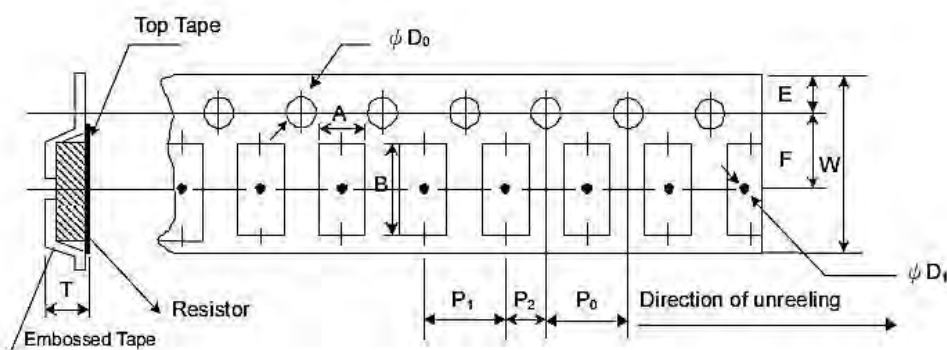 Top Tape
ψ D₀
A
E
B
F
W
ψ D₁
T
Resistor
P₁
P₂
P₀
Direction of unreeling
Embossed Tape